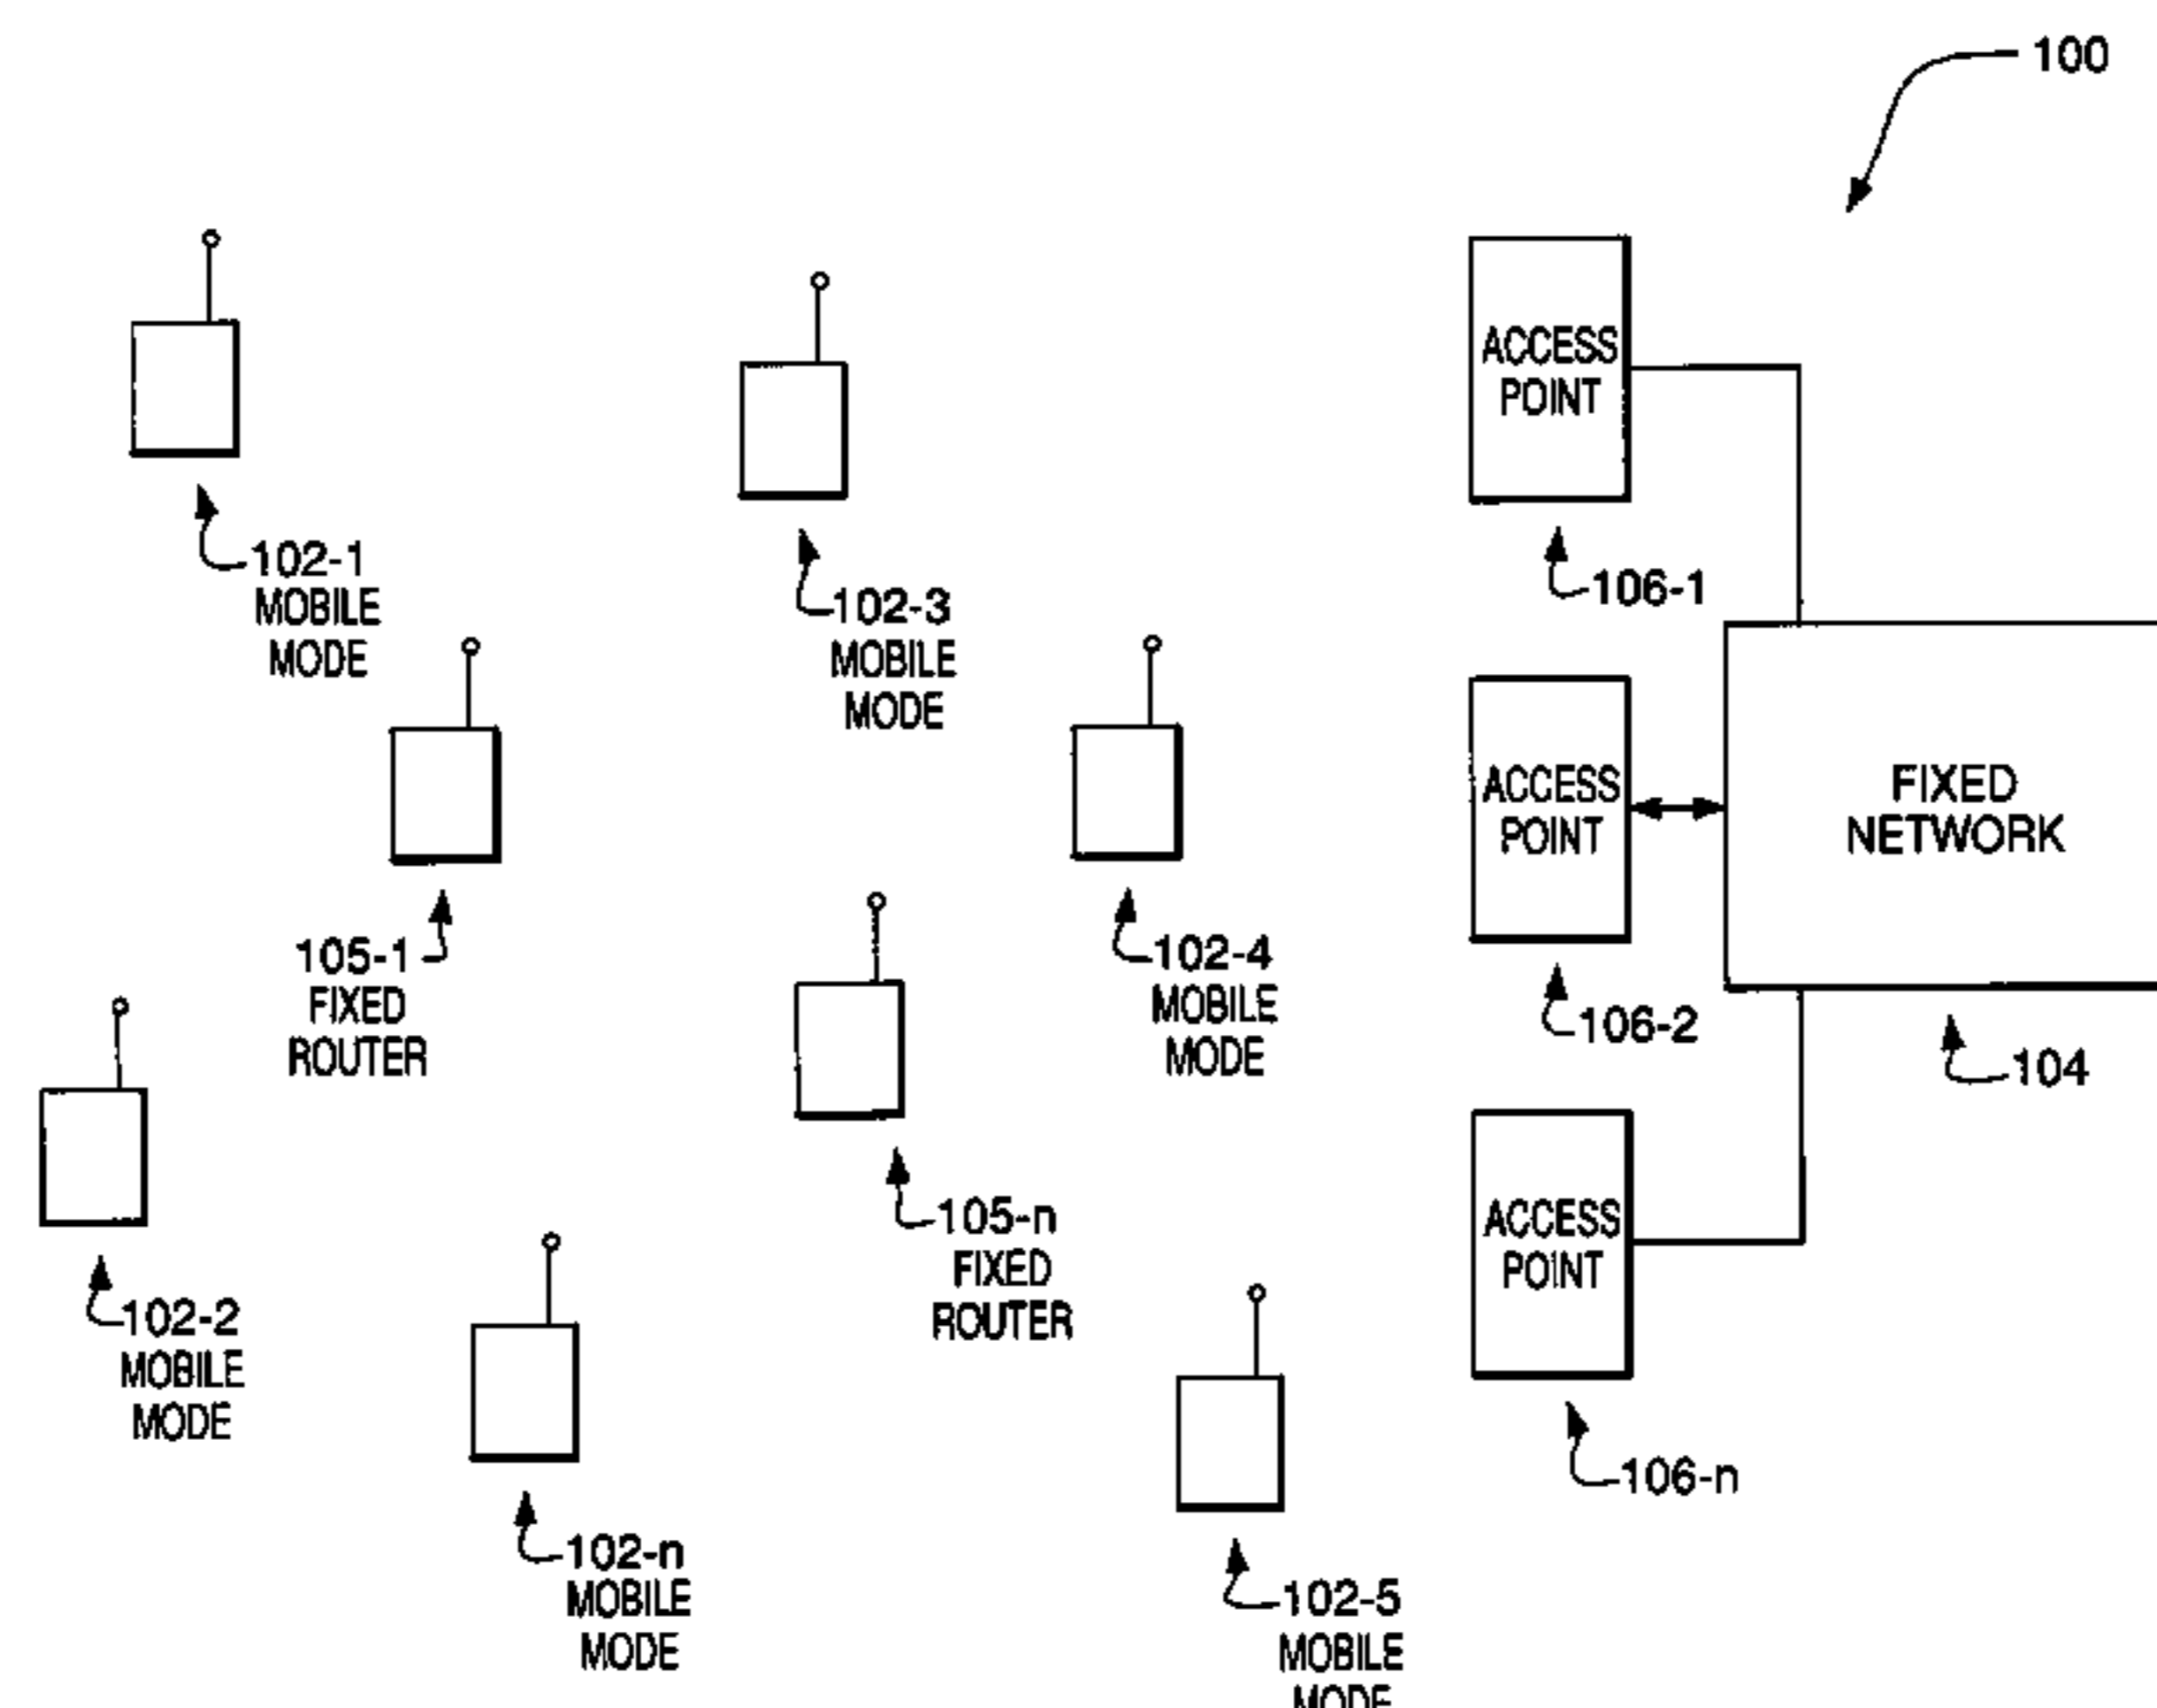 100
ACCESS
POINT
106-1
102-1
MOBILE
MODE
102-3
MOBILE
MODE
105-1
FIXED
ROUTER
102-4
MOBILE
MODE
ACCESS
POINT
106-2
FIXED
NETWORK
104
102-2
MOBILE
MODE
105-n
FIXED
ROUTER
ACCESS
POINT
106-n
102-n
MOBILE
MODE
102-5
MOBILE
MODE